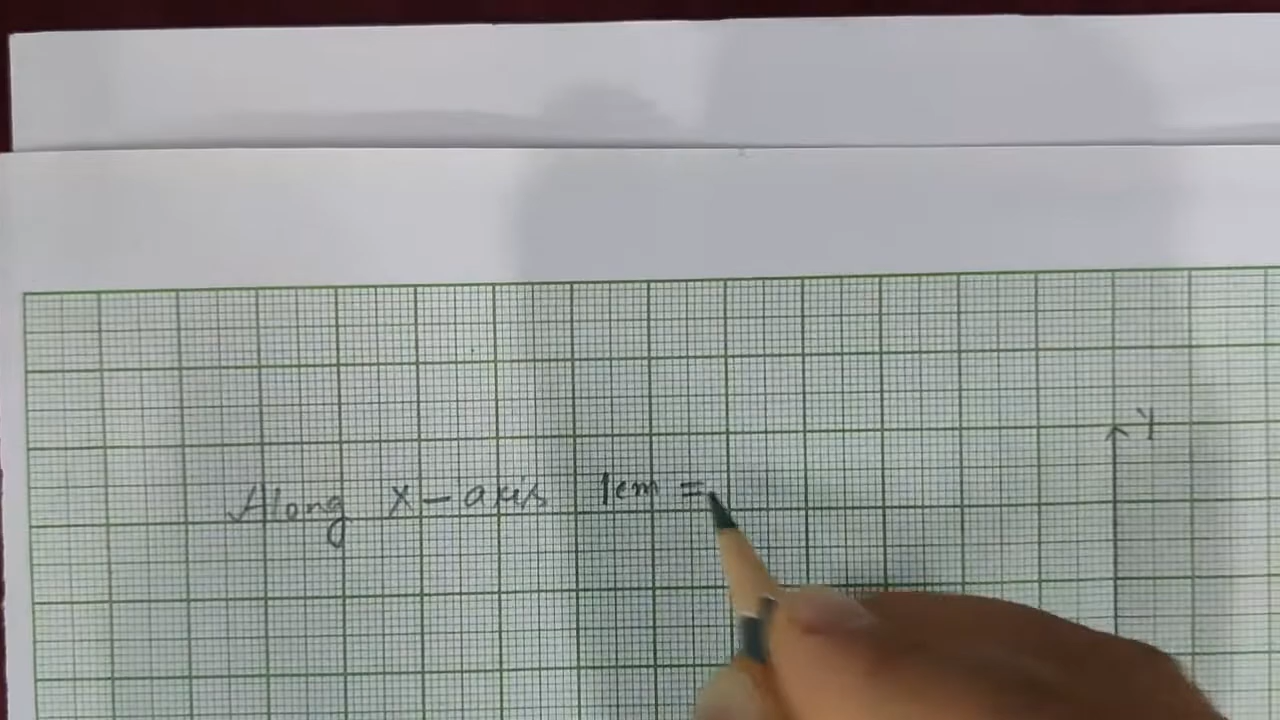 Along X-axis 1cm =
Y